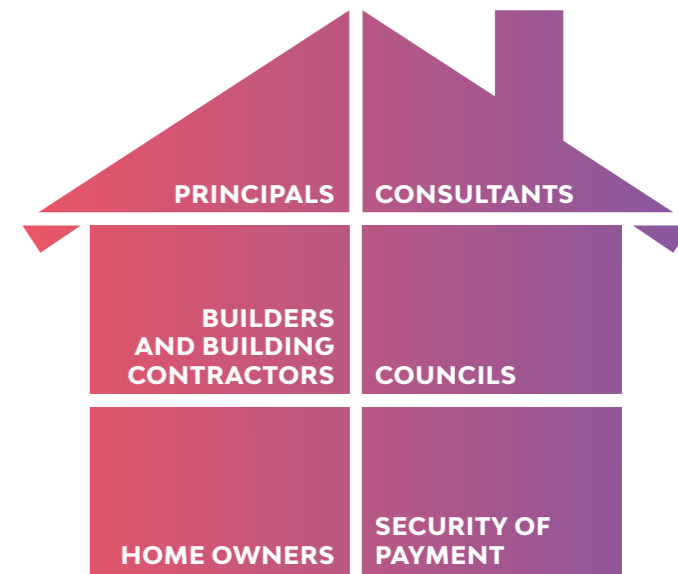 PRINCIPALS
CONSULTANTS
BUILDERS
AND BUILDING
CONTRACTORS
COUNCILS
HOME OWNERS
SECURITY OF
PAYMENT